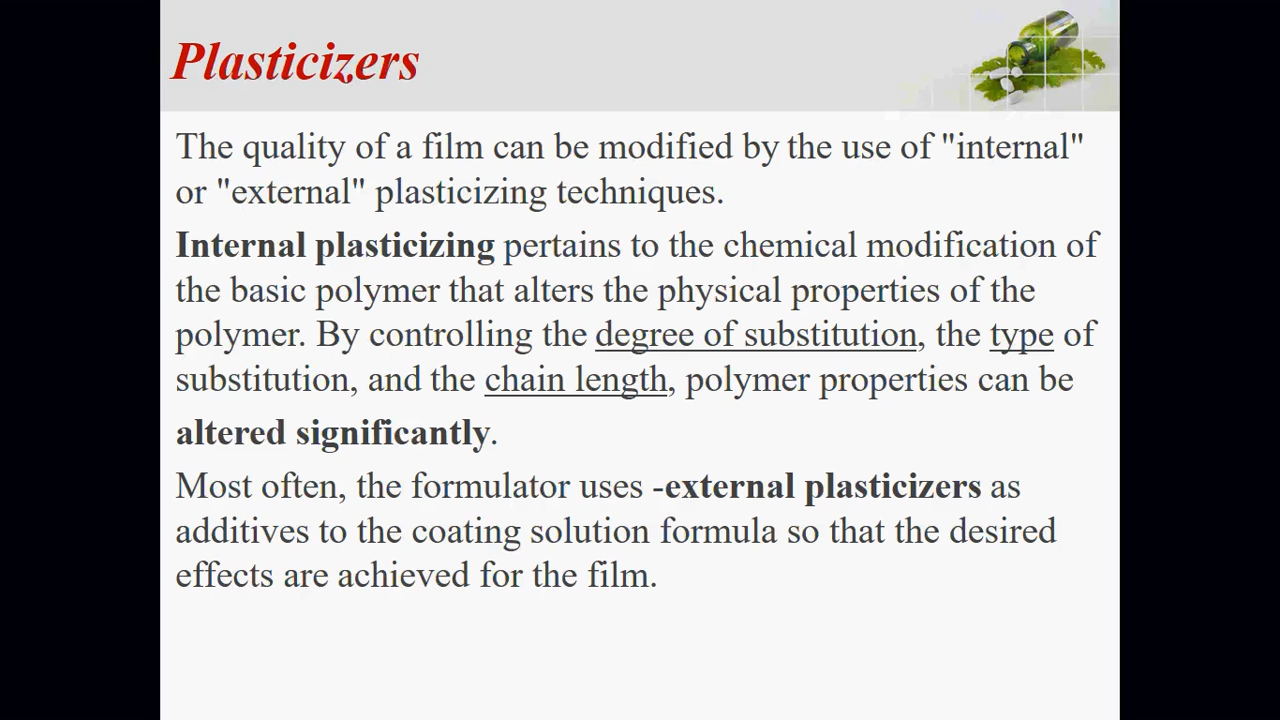 Plasticizers
The quality of a film can be modified by the use of "internal"
or "external" plasticizing techniques.
Internal plasticizing pertains to the chemical modification of
the basic polymer that alters the physical properties of the
polymer. By controlling the degree of substitution, the type of
substitution, and the chain length, polymer properties can be
altered significantly.
Most often, the formulator uses -external plasticizers as
additives to the coating solution formula so that the desired
effects are achieved for the film.